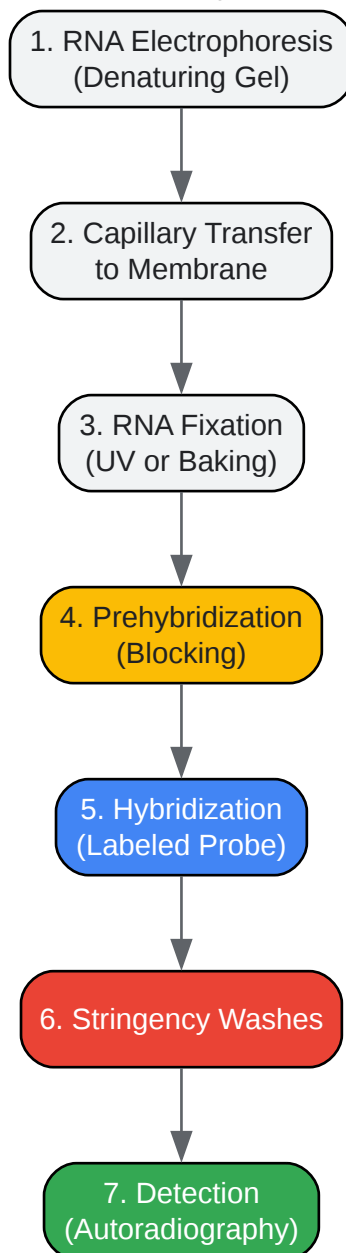 1. RNA Electrophoresis
(Denaturing Gel)
2. Capillary Transfer
to Membrane
3. RNA Fixation
(UV or Baking)
4. Prehybridization
(Blocking)
5. Hybridization
(Labeled Probe)
6. Stringency Washes
7. Detection
(Autoradiography)